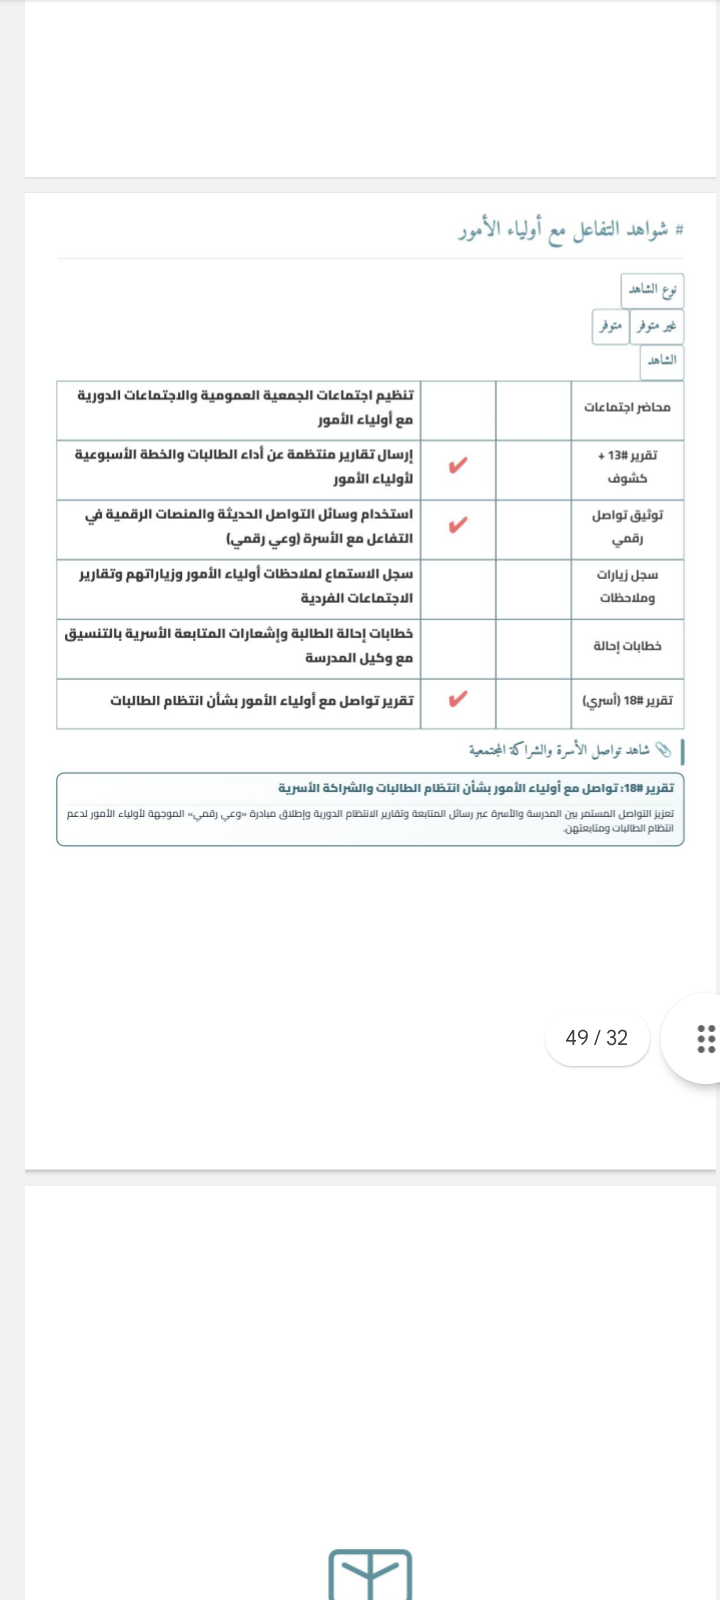 # شواهد التفاعل مع أولياء الأمور
نوع الشاهد
غير متوفر
متوفر
الشاهد
محاضر اجتماعات
تنظيم اجتماعات الجمعية العمومية والاجتماعات الدورية
مع أولياء الأمور
تقرير #13 +
كشوف
✔
إرسال تقارير منتظمة عن أداء الطالبات والخطة الأسبوعية
لأولياء الأمور
توثيق تواصل
رقمي
✔
استخدام وسائل التواصل الحديثة والمنصات الرقمية في
التفاعل مع الأسرة (وعي رقمي)
سجل زيارات
وملاحظات
سجل الاستماع لملاحظات أولياء الأمور وزياراتهم وتقارير
الاجتماعات الفردية
خطابات إحالة
خطابات إحالة الطالبة وإشعارات المتابعة الأسرية بالتنسيق
مع وكيل المدرسة
تقرير #18 (أسري)
✔
تقرير تواصل مع أولياء الأمور بشأن انتظام الطالبات
📎 شاهد تواصل الأسرة والشراكة المجتمعية
تقرير #18: تواصل مع أولياء الأمور بشأن انتظام الطالبات والشراكة الأسرية
تعزيز التواصل المستمر بين المدرسة والأسرة عبر رسائل المتابعة وتقارير الانتظام الدورية وإطلاق مبادرة «وعي رقمي» الموجهة لأولياء الأمور لدعم
انتظام الطالبات ومتابعتهن.
49 / 32